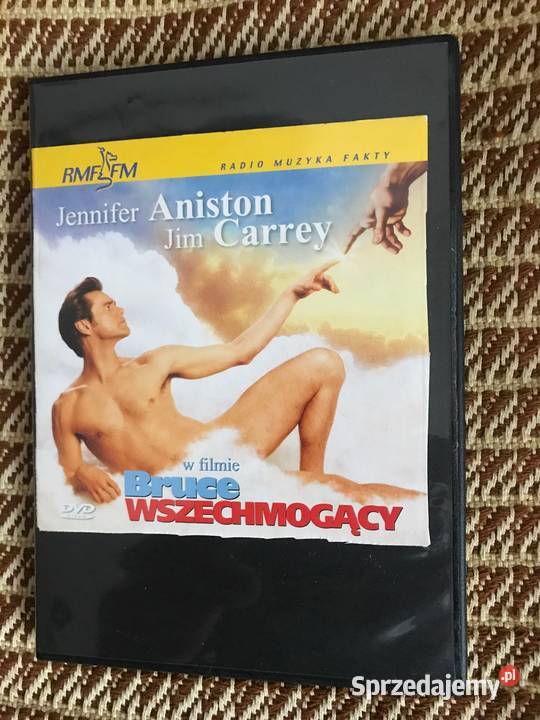 RMF FM
RADIO MUZYKA FAKTY
Jennifer Aniston
Jim Carrey
w filmie
Bruce
WSZECHMOGĄCY
DVD
Sprzedajemy.pl